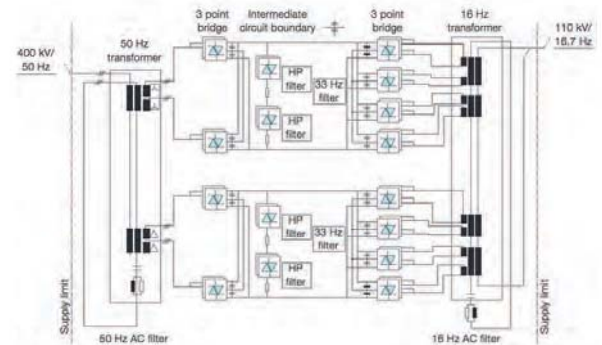 3 point
bridge
Intermediate
circuit boundary
3 point
bridge
16 Hz
transformer
110 kV/
16.7 Hz
400 kV/
50 Hz
50 Hz
transformer
HP
filter
33 Hz
filter
HP
filter
HP
filter
33 Hz
filter
HP
filter
Supply limit
Supply limit
50 Hz AC filter
16 Hz AC filter